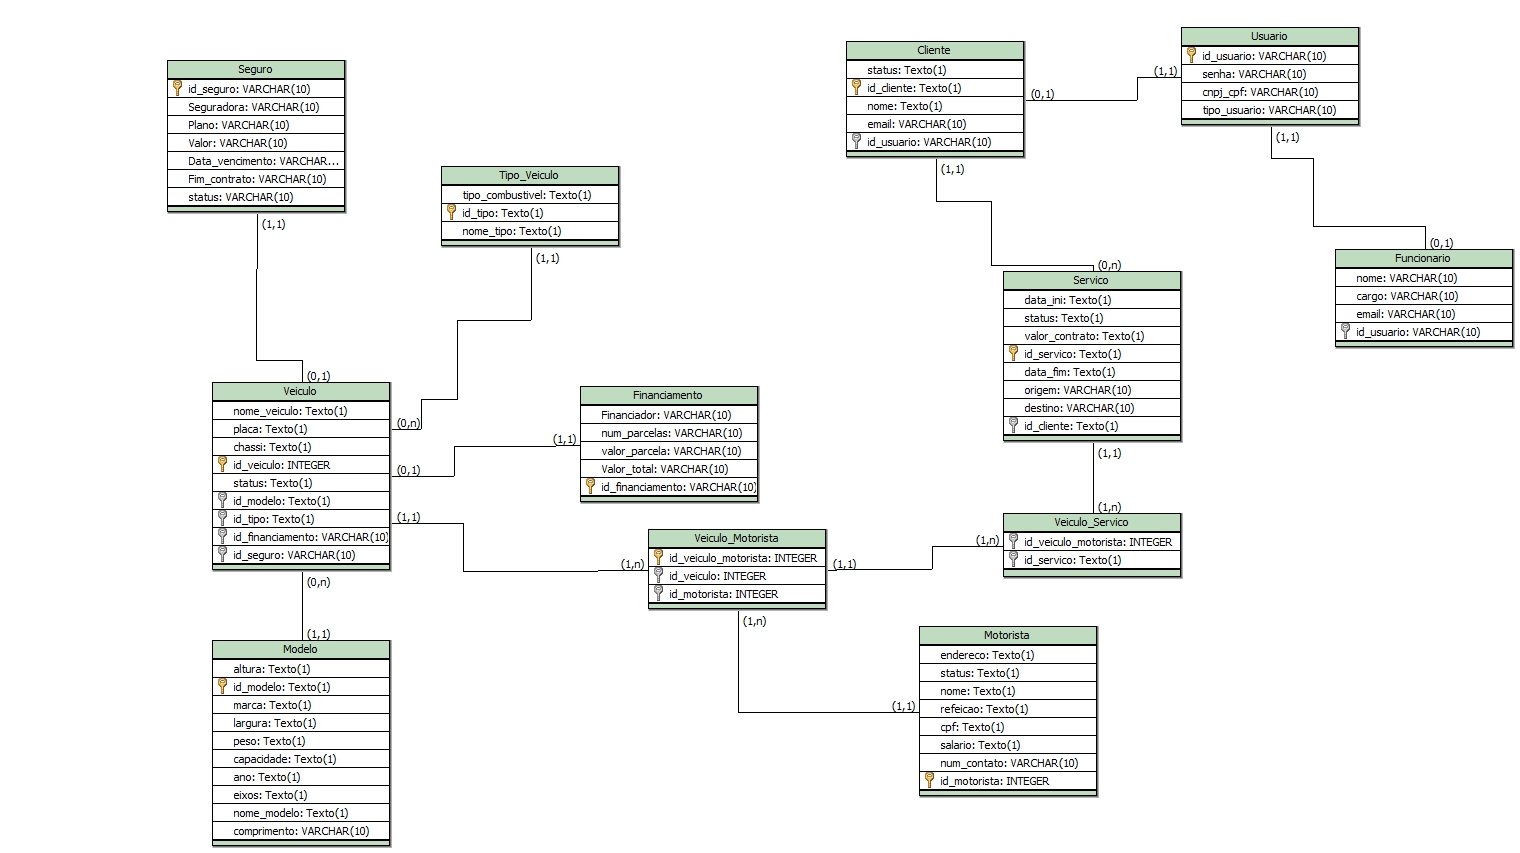 Seguro
id_seguro: VARCHAR(10)
Seguradora: VARCHAR(10)
Plano: VARCHAR(10)
Valor: VARCHAR(10)
Data_vencimento: VARCHAR...
Fim_contrato: VARCHAR(10)
status: VARCHAR(10)
(1,1)
(0,1)
Tipo_Veiculo
tipo_combustivel: Texto(1)
id_tipo: Texto(1)
nome_tipo: Texto(1)
(1,1)
(0,n)
Cliente
status: Texto(1)
id_cliente: Texto(1)
nome: Texto(1)
email: VARCHAR(10)
id_usuario: VARCHAR(10)
(0,1)
(1,1)
(1,1)
(0,n)
Usuario
id_usuario: VARCHAR(10)
senha: VARCHAR(10)
cnpj_cpf: VARCHAR(10)
tipo_usuario: VARCHAR(10)
(1,1)
(0,1)
Funcionario
nome: VARCHAR(10)
cargo: VARCHAR(10)
email: VARCHAR(10)
id_usuario: VARCHAR(10)
Servico
data_ini: Texto(1)
status: Texto(1)
valor_contrato: Texto(1)
id_servico: Texto(1)
data_fim: Texto(1)
origem: VARCHAR(10)
destino: VARCHAR(10)
id_cliente: Texto(1)
(1,1)
(1,n)
Veiculo
nome_veiculo: Texto(1)
placa: Texto(1)
chassi: Texto(1)
id_veiculo: INTEGER
status: Texto(1)
id_modelo: Texto(1)
id_tipo: Texto(1)
id_financiamento: VARCHAR(10)
id_seguro: VARCHAR(10)
(0,1)
(1,1)
(1,1)
(1,n)
(0,n)
(1,1)
Financiamento
Financiador: VARCHAR(10)
num_parcelas: VARCHAR(10)
valor_parcela: VARCHAR(10)
Valor_total: VARCHAR(10)
id_financiamento: VARCHAR(10)
Veiculo_Motorista
id_veiculo_motorista: INTEGER
id_veiculo: INTEGER
id_motorista: INTEGER
(1,1)
(1,n)
(1,n)
(1,1)
Veiculo_Servico
id_veiculo_motorista: INTEGER
id_servico: Texto(1)
Modelo
altura: Texto(1)
id_modelo: Texto(1)
marca: Texto(1)
largura: Texto(1)
peso: Texto(1)
capacidade: Texto(1)
ano: Texto(1)
eixos: Texto(1)
nome_modelo: Texto(1)
comprimento: VARCHAR(10)
Motorista
endereco: Texto(1)
status: Texto(1)
nome: Texto(1)
refeicao: Texto(1)
cpf: Texto(1)
salario: Texto(1)
num_contato: VARCHAR(10)
id_motorista: INTEGER